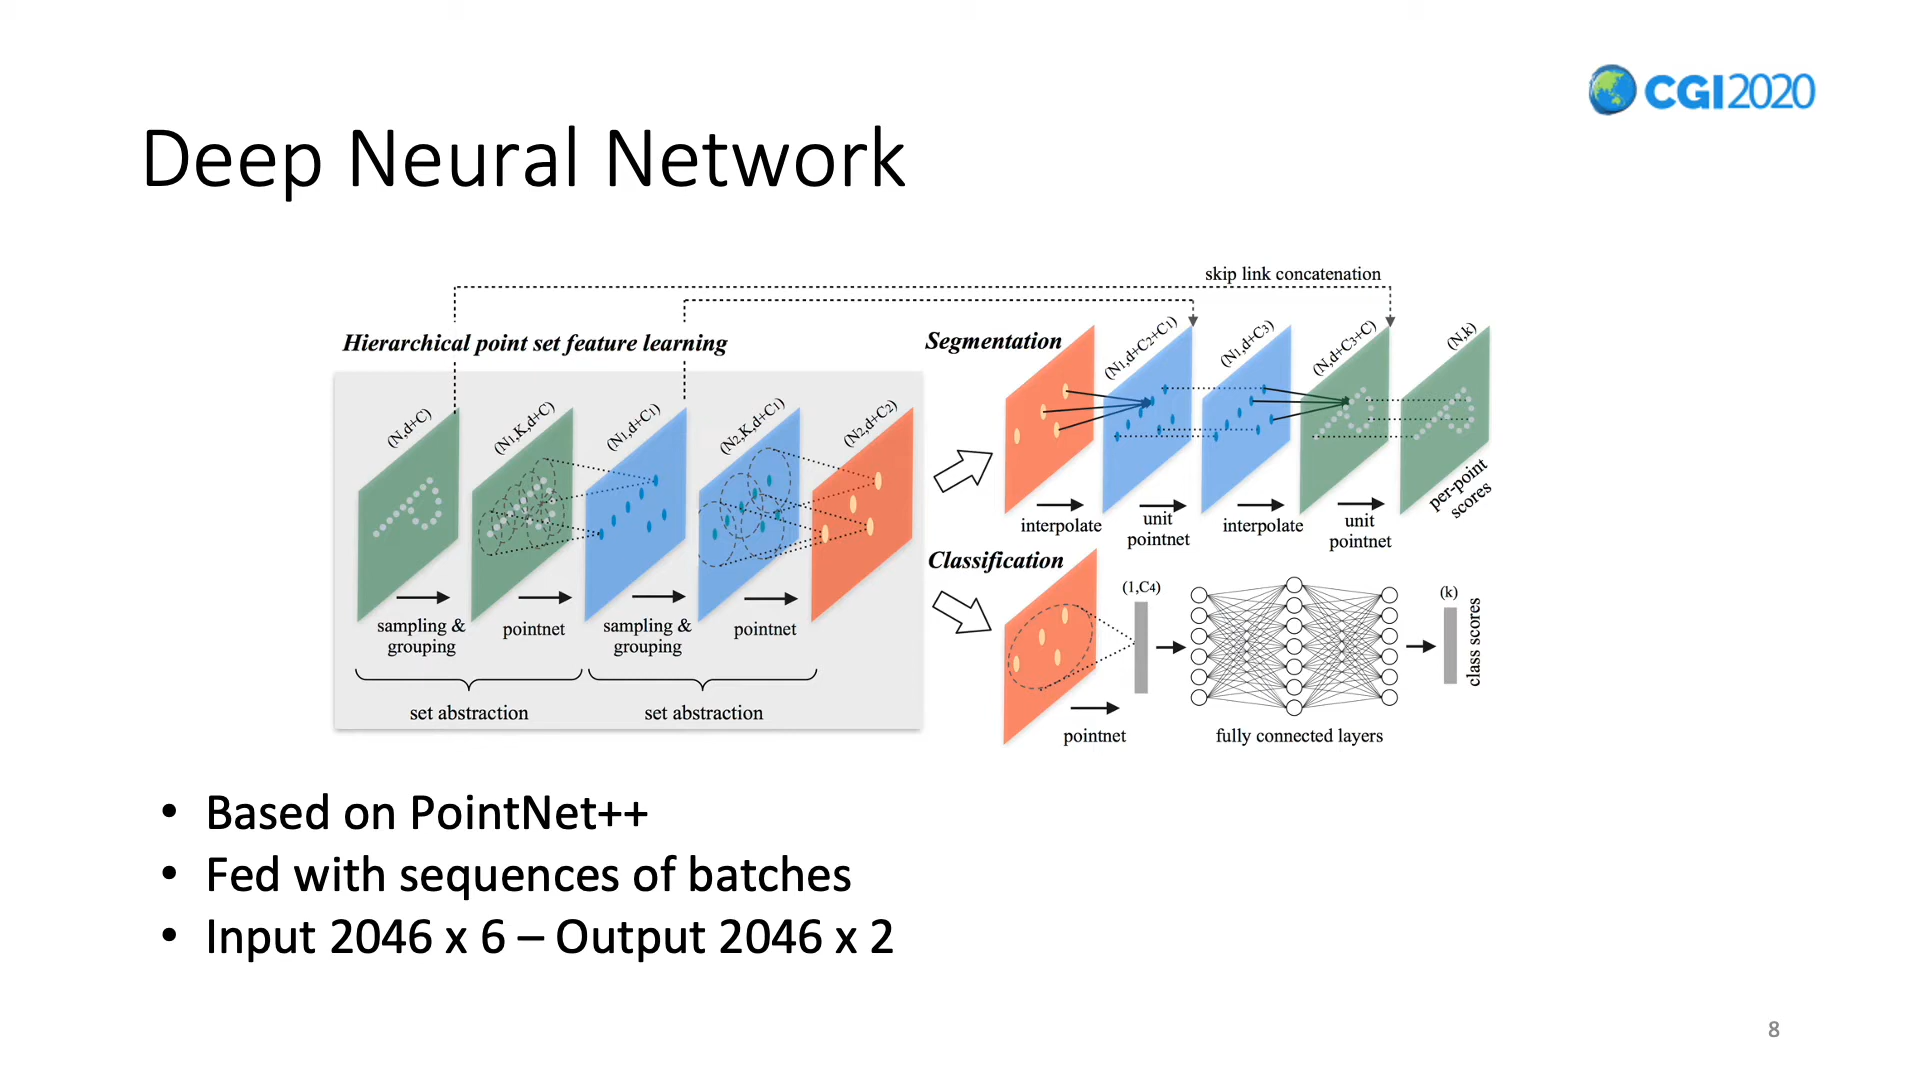 CGI2020
Deep Neural Network
skip link concatenation
Hierarchical point set feature learning
(N,d+C)
(N1,K,d+C)
(N1,d+C1)
(N2,K,d+C1)
(N2,d+C2)
sampling &
grouping
pointnet
sampling &
grouping
pointnet
set abstraction
set abstraction
Segmentation
(N1,d+C2+C1)
(N1,d+C3)
(N,d+C3+C)
(N,k)
interpolate
unit
pointnet
interpolate
unit
pointnet
per-point
scores
Classification
(1,C4)
(k)
class scores
pointnet
fully connected layers
• Based on PointNet++
• Fed with sequences of batches
• Input 2046 x 6 – Output 2046 x 2
8